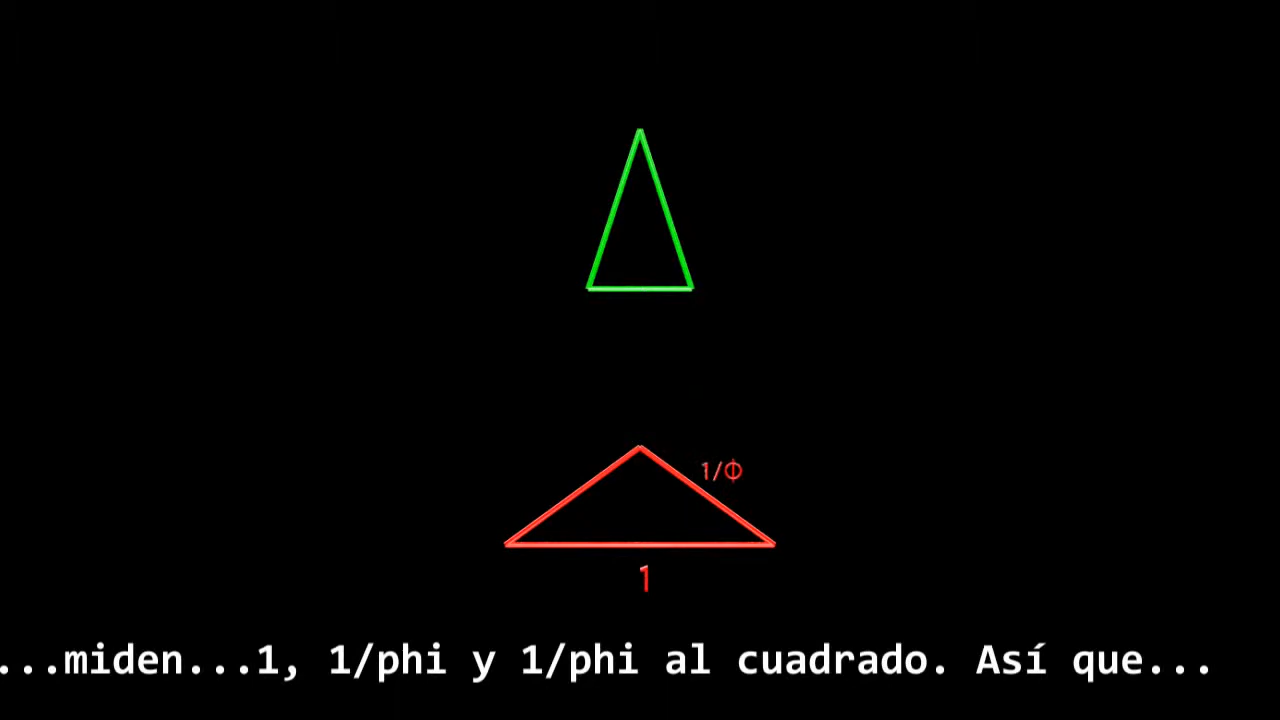 1/Φ
1
...miden...1, 1/phi y 1/phi al cuadrado. Así que...